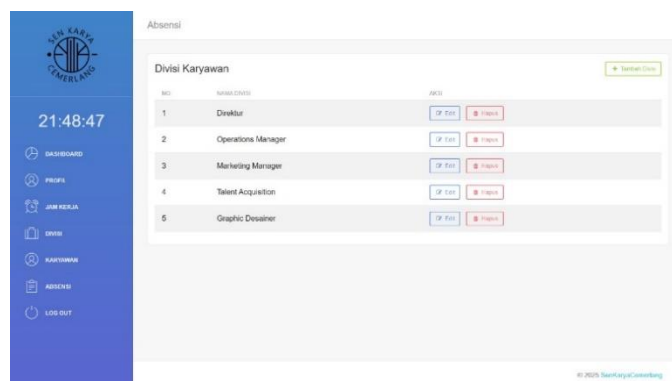 SEN KARYA
CEMERLANG
21:48:47
DASHBOARD
PROFIL
JAM KERJA
DIVISI
KARYAWAN
ABSENSI
LOG OUT
Absensi
Divisi Karyawan
+ Tambah Divisi
NO. NAMA DIVISI AKSI
1 Direktur Edit Hapus
2 Operations Manager Edit Hapus
3 Marketing Manager Edit Hapus
4 Talent Acquisition Edit Hapus
5 Graphic Desainer Edit Hapus
© 2025 SenKaryaCemerlang